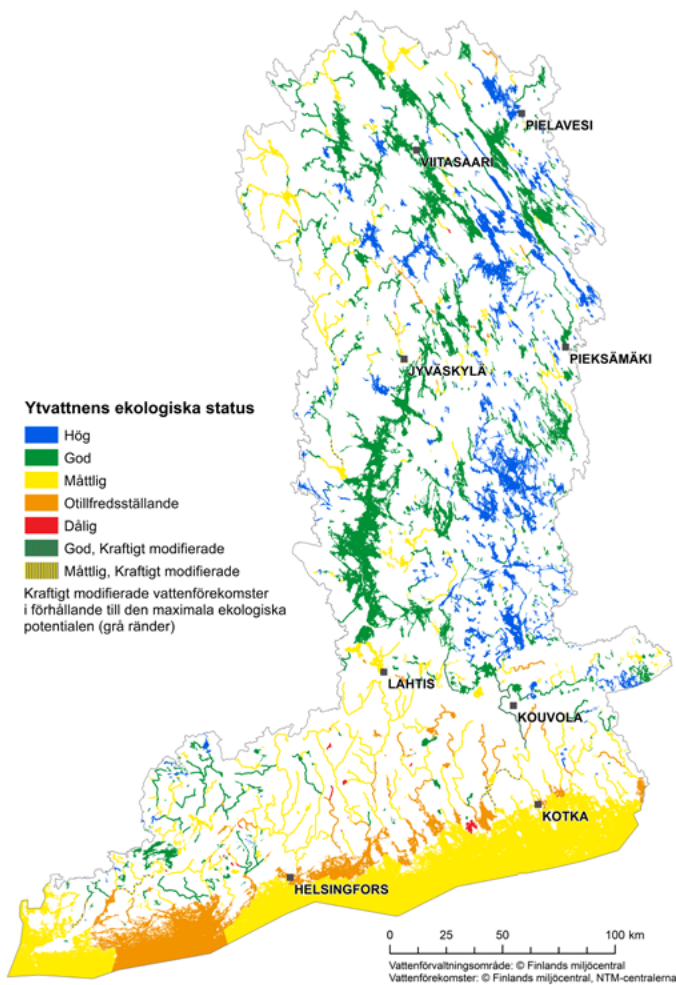 PIELAVESI
VIITASAARI
PIEKSÄMÄKI
JYVÄSKYLÄ
Ytvattnens ekologiska status
Hög
God
Måttlig
Otillfredsställande
Dålig
God, Kraftigt modifierade
Måttlig, Kraftigt modifierade
Kraftigt modifierade vattenförekomster
i förhållande till den maximala ekologiska
potentialen (grå ränder)
LAHTIS
KOUVOLA
KOTKA
HELSINGFORS
0 25 50 100 km
Vattenförvaltningsområde: © Finlands miljöcentral
Vattenförekomster: © Finlands miljöcentral, NTM-centralerna